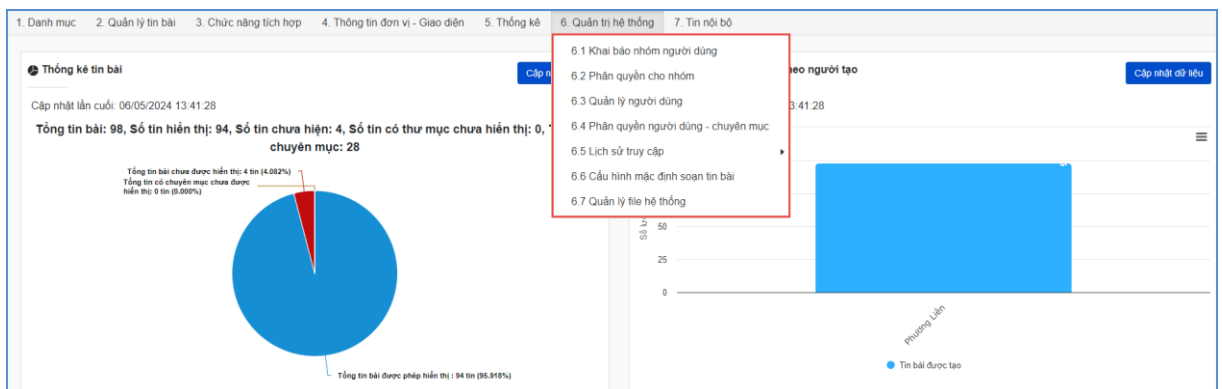 1. Danh mục 2. Quản lý tin bài 3. Chức năng tích hợp 4. Thông tin đơn vị - Giao diện 5. Thống kê 6. Quản trị hệ thống 7. Tin nội bộ
6.1 Khai báo nhóm người dùng
6.2 Phân quyền cho nhóm
6.3 Quản lý người dùng
6.4 Phân quyền người dùng - chuyên mục
6.5 Lịch sử truy cập
6.6 Cấu hình mặc định soạn tin bài
6.7 Quản lý file hệ thống
Thống kê tin bài
Cập nhật lần cuối: 06/05/2024 13:41:28
Tổng tin bài: 98, Số tin hiển thị: 94, Số tin chưa hiện: 4, Số tin có thư mục chưa hiển thị: 0,
chuyên mục: 28
Tổng tin bài chưa được hiển thị: 4 tin (4.082%)
Tổng tin có chuyên mục chưa được
hiển thị: 0 tin (0.000%)
Tổng tin bài được phép hiển thị : 94 tin (95.918%)
người tạo
Cập nhật dữ liệu
3:41:28
50
25
0
Phương Liên
Tin bài được tạo